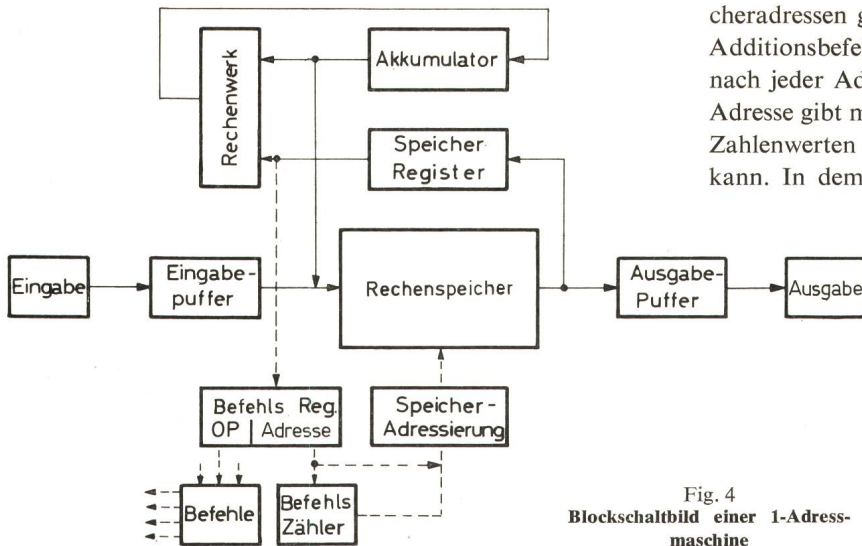 cheradressen g
Additionsbefe
nach jeder Ad
Adresse gibt m
Zahlenwerten
kann. In dem
Rechenwerk
Akkumulator
Speicher-
Register
Eingabe
Eingabe-
puffer
Rechenspeicher
Ausgabe-
Puffer
Ausgabe
Befehls Reg.
OP | Adresse
Speicher-
Adressierung
Befehle
Befehls
Zähler
Fig. 4
Blockschaltbild einer 1-Adress-
maschine